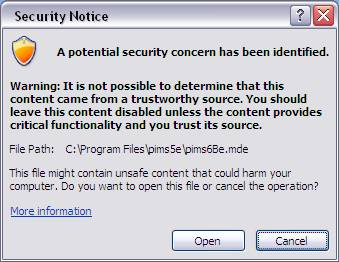 Security Notice
A potential security concern has been identified.
Warning: It is not possible to determine that this
content came from a trustworthy source. You should
leave this content disabled unless the content provides
critical functionality and you trust its source.
File Path: C:\Program Files\pims5e\pims6Be.mde
This file might contain unsafe content that could harm your
computer. Do you want to open this file or cancel the operation?
More information
Open Cancel